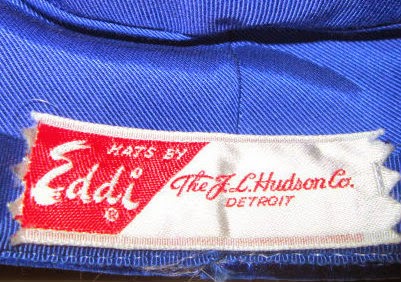 HATS BY
Eddi
®
The J.L.Hudson Co.
DETROIT